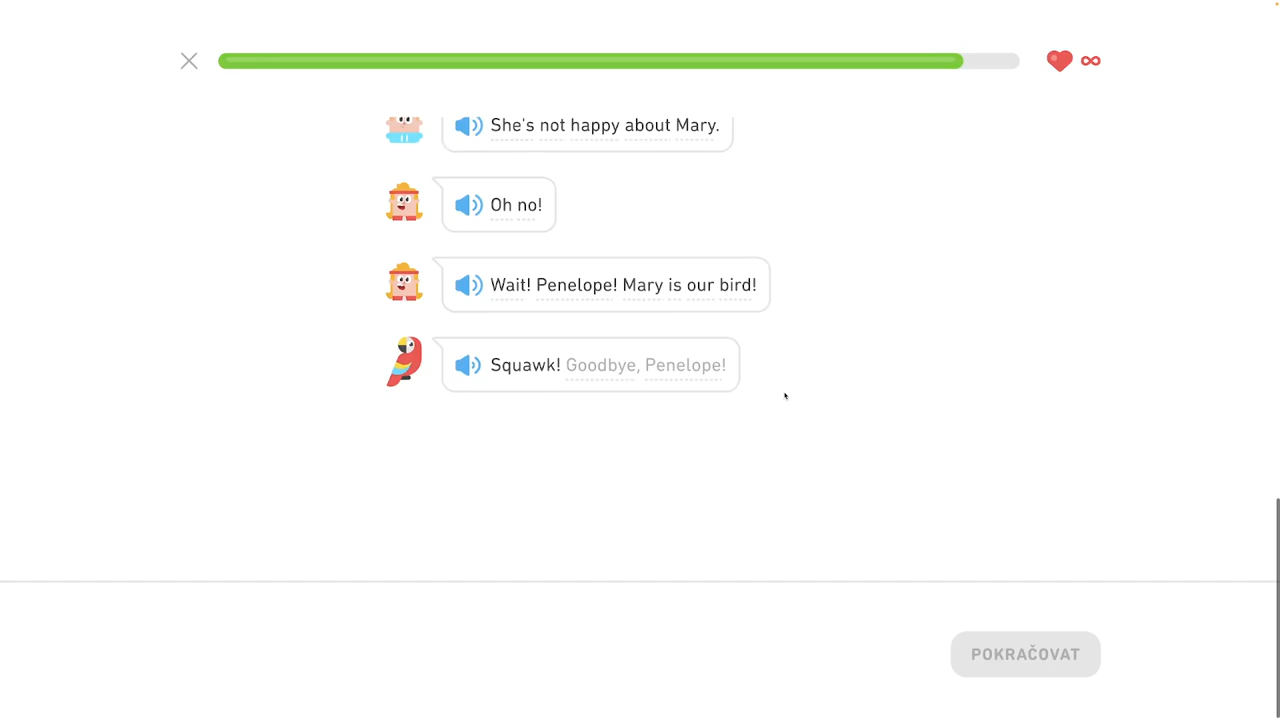 She's not happy about Mary.
Oh no!
Wait! Penelope! Mary is our bird!
Squawk! Goodbye, Penelope!
POKRAČOVAT